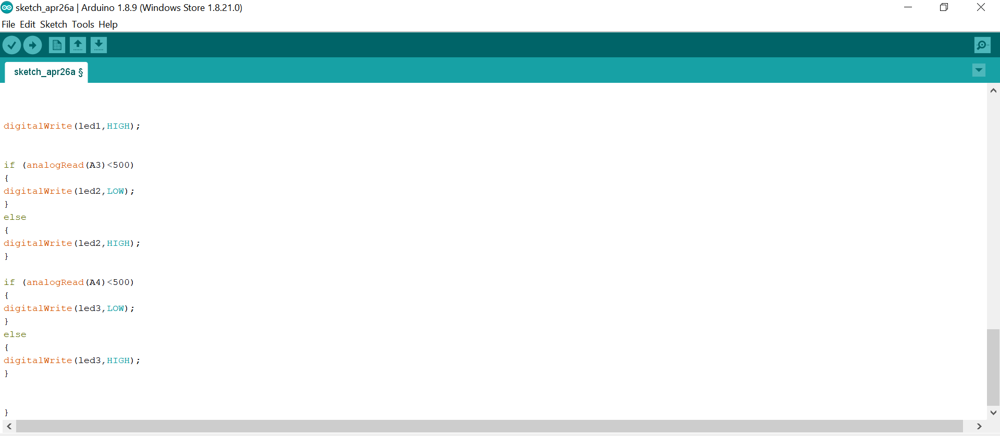 sketch_apr26a | Arduino 1.8.9 (Windows Store 1.8.21.0)
File Edit Sketch Tools Help
sketch_apr26a §
digitalWrite(led1,HIGH);
if (analogRead(A3)<500)
{
digitalWrite(led2,LOW);
}
else
{
digitalWrite(led2,HIGH);
}
if (analogRead(A4)<500)
{
digitalWrite(led3,LOW);
}
else
{
digitalWrite(led3,HIGH);
}
}